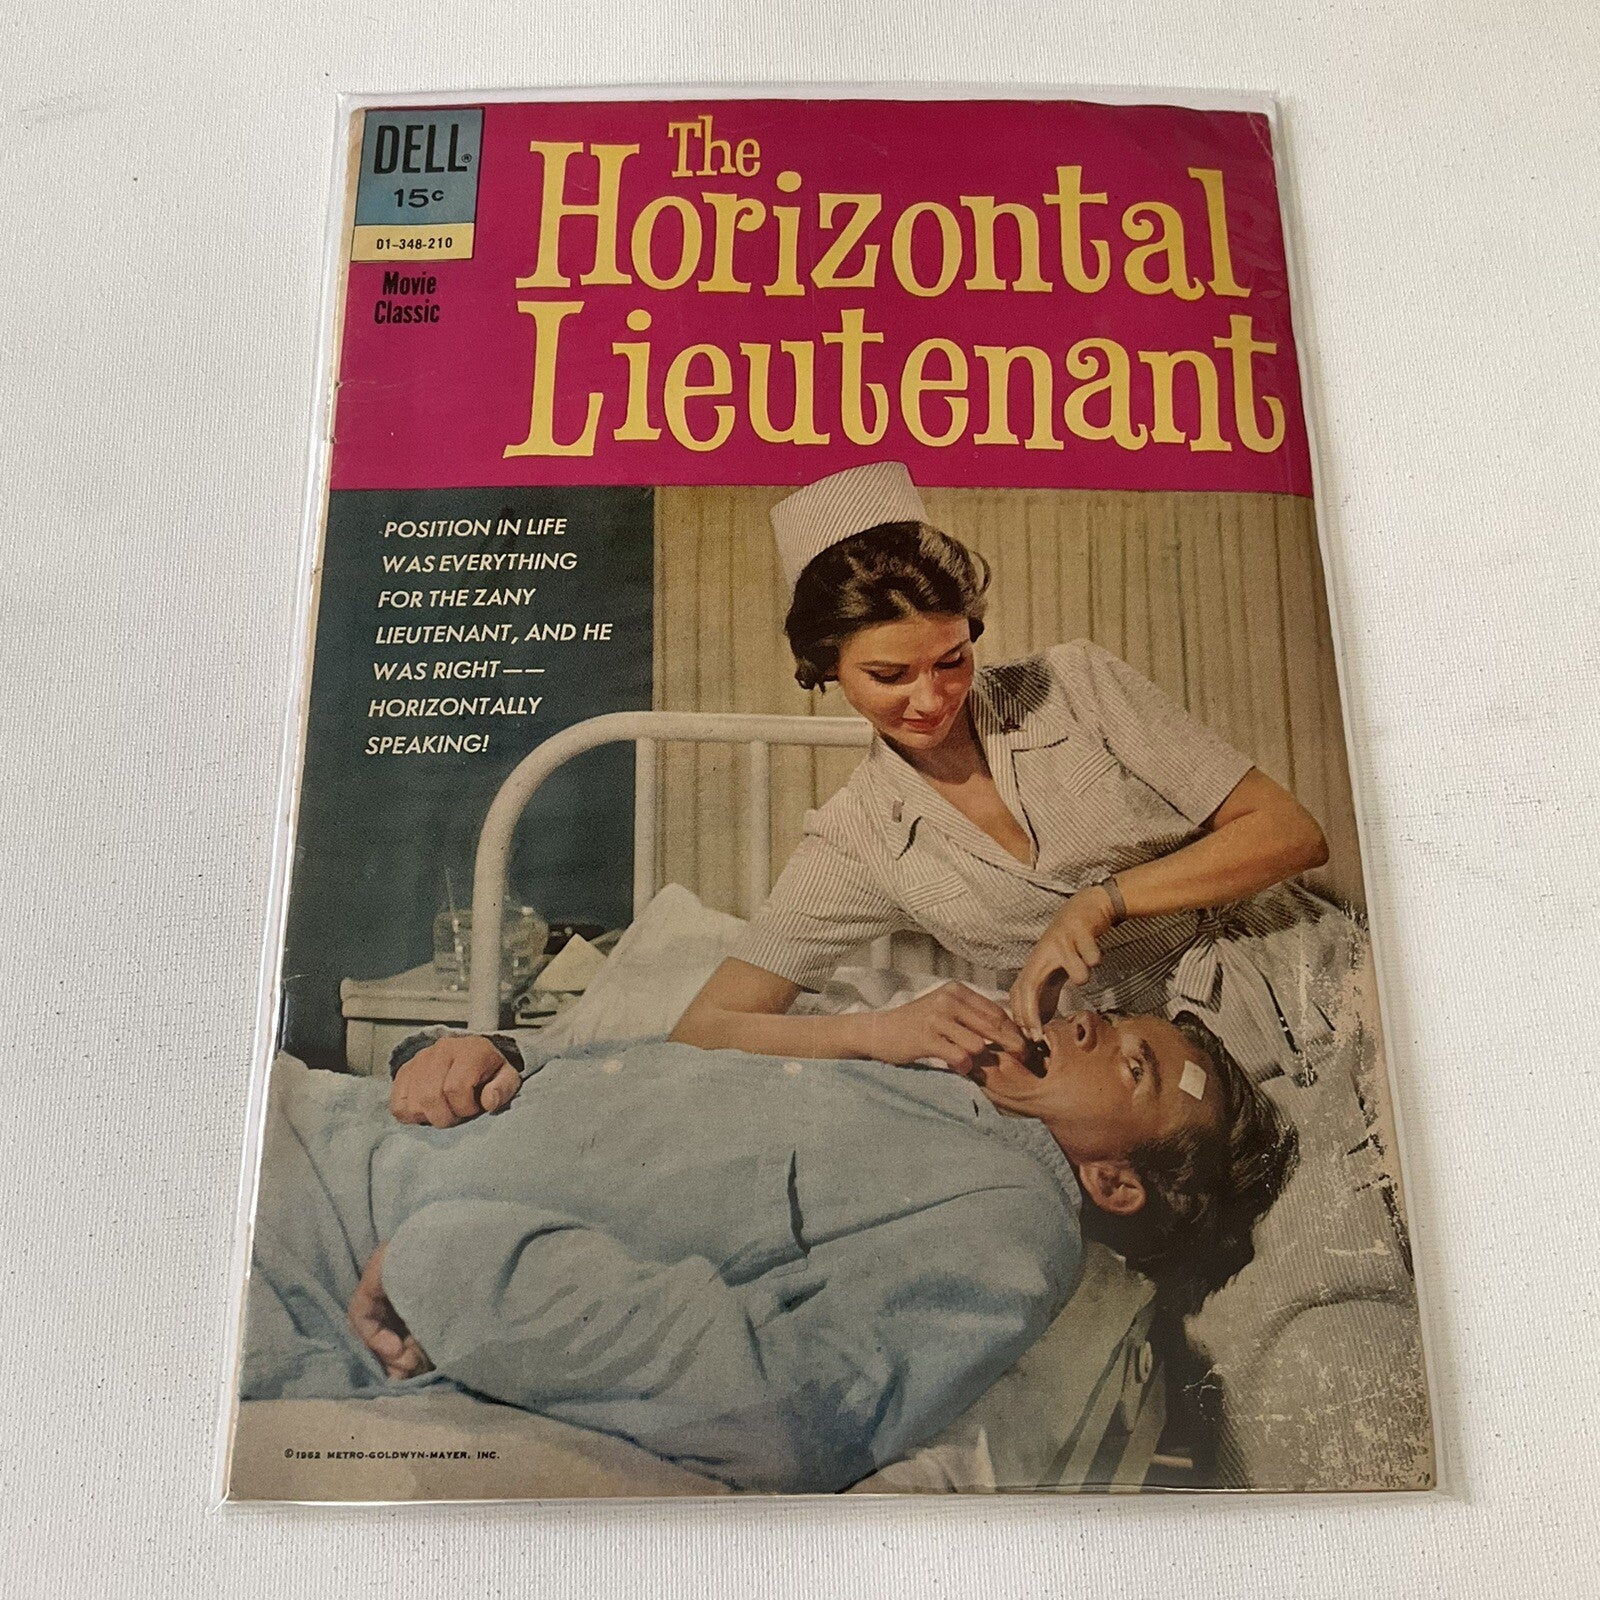 DELL®
15¢
01-348-210
Movie
Classic
The
Horizontal
Lieutenant
POSITION IN LIFE
WAS EVERYTHING
FOR THE ZANY
LIEUTENANT, AND HE
WAS RIGHT——
HORIZONTALLY
SPEAKING!
©1962 METRO-GOLDWYN-MAYER, INC.